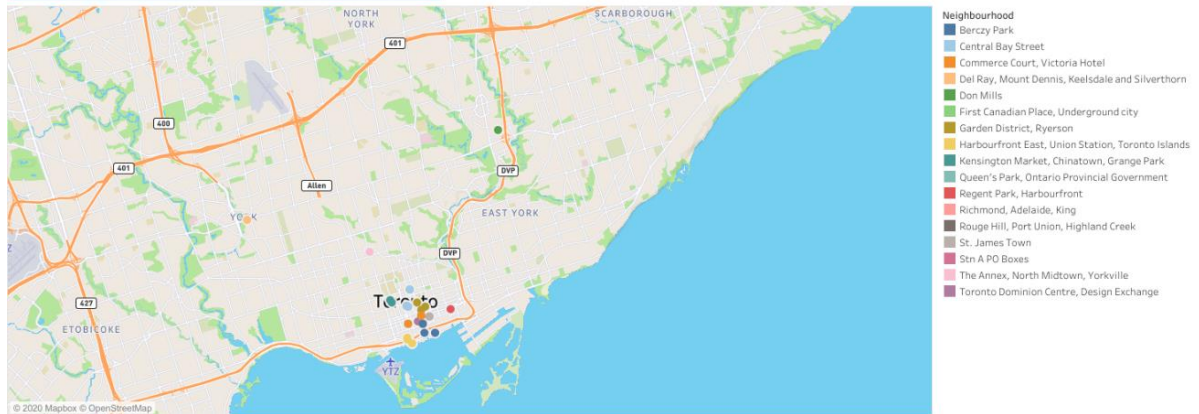 NORTH
YORK
SCARBOROUGH
401
400
401
Allen
DVP
YORK
EAST YORK
DVP
427
Toronto
ETOBICOKE
YTZ
Z
© 2020 Mapbox © OpenStreetMap
Neighbourhood
Berczy Park
Central Bay Street
Commerce Court, Victoria Hotel
Del Ray, Mount Dennis, Keelsdale and Silverthorn
Don Mills
First Canadian Place, Underground city
Garden District, Ryerson
Harbourfront East, Union Station, Toronto Islands
Kensington Market, Chinatown, Grange Park
Queen's Park, Ontario Provincial Government
Regent Park, Harbourfront
Richmond, Adelaide, King
Rouge Hill, Port Union, Highland Creek
St. James Town
Stn A PO Boxes
The Annex, North Midtown, Yorkville
Toronto Dominion Centre, Design Exchange